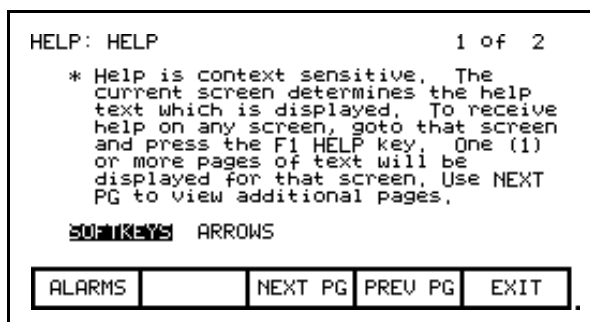 HELP: HELP 1 of 2
* Help is context sensitive. The
current screen determines the help
text which is displayed. To receive
help on any screen, goto that screen
and press the F1 HELP key. One (1)
or more pages of text will be
displayed for that screen. Use NEXT
PG to view additional pages.
SOFTKEYS ARROWS
ALARMS NEXT PG PREV PG EXIT